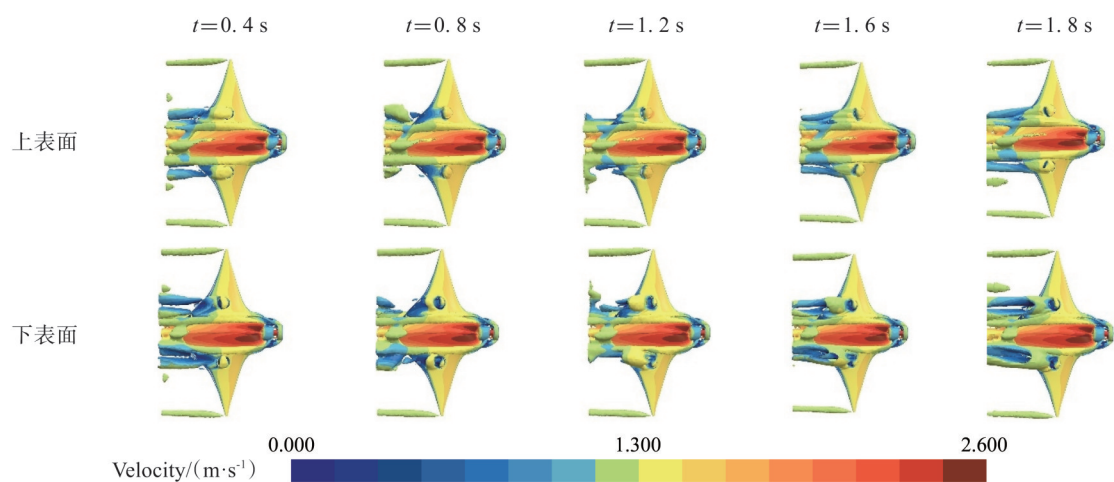 t=0.4 s t=0.8 s t=1.2 s t=1.6 s t=1.8 s
上表面
下表面
0.000 1.300 2.600
Velocity/(m·s⁻¹)